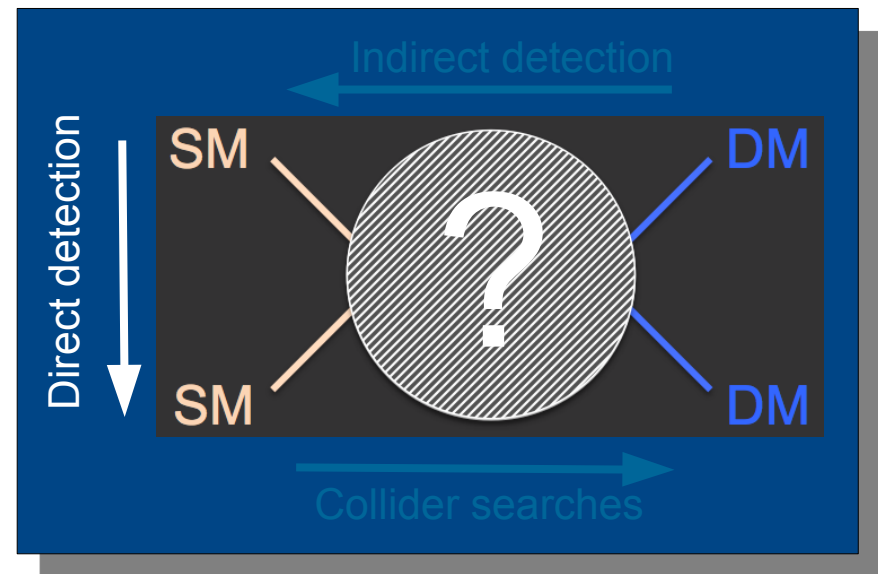 Indirect detection
Direct detection
SM
DM
?
SM
DM
Collider searches